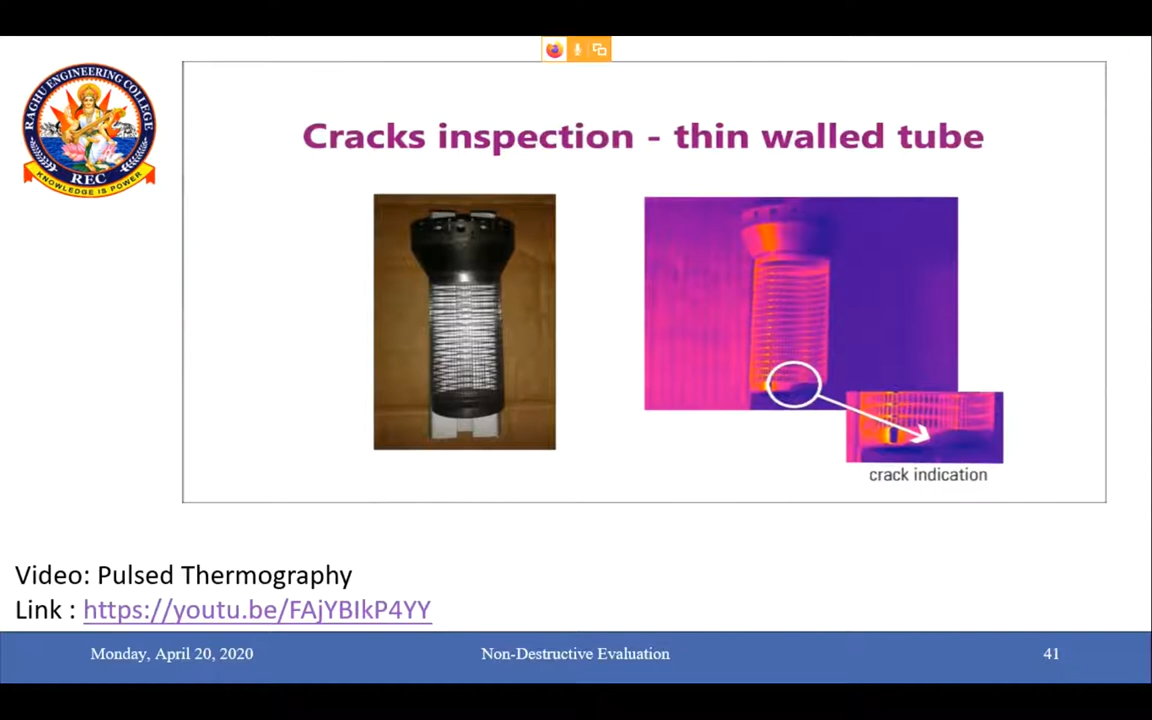 RAGHU ENGINEERING COLLEGE
REC
KNOWLEDGE IS POWER
Cracks inspection - thin walled tube
crack indication
Video: Pulsed Thermography
Link : https://youtu.be/FAjYBIkP4YY
Monday, April 20, 2020
Non-Destructive Evaluation
41